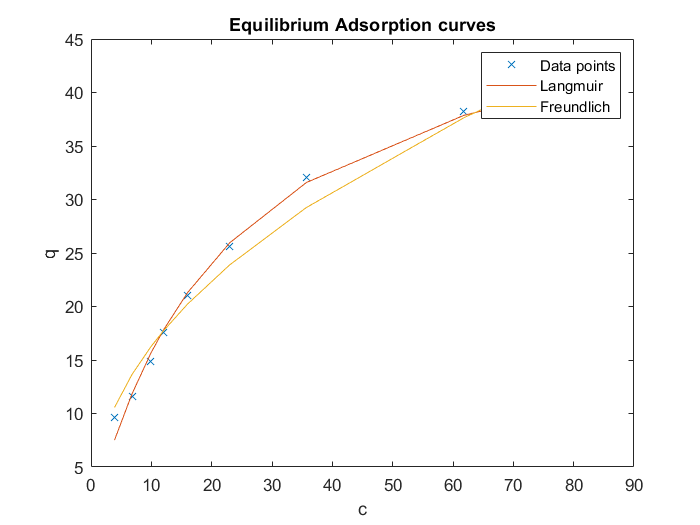 Equilibrium Adsorption curves
45
40
35
30
25
20
15
10
5
0 10 20 30 40 50 60 70 80 90
q
c
Data points
Langmuir
Freundlich